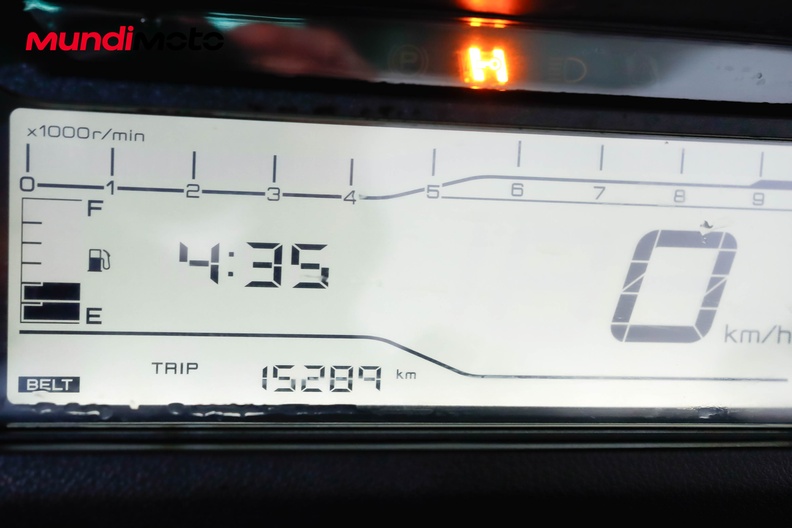 MUNDIMOTO
P H
x1000r/min
0 1 2 3 4 5 6 7 8 9
F
4:35
0
E
km/h
TRIP 15289 km
BELT